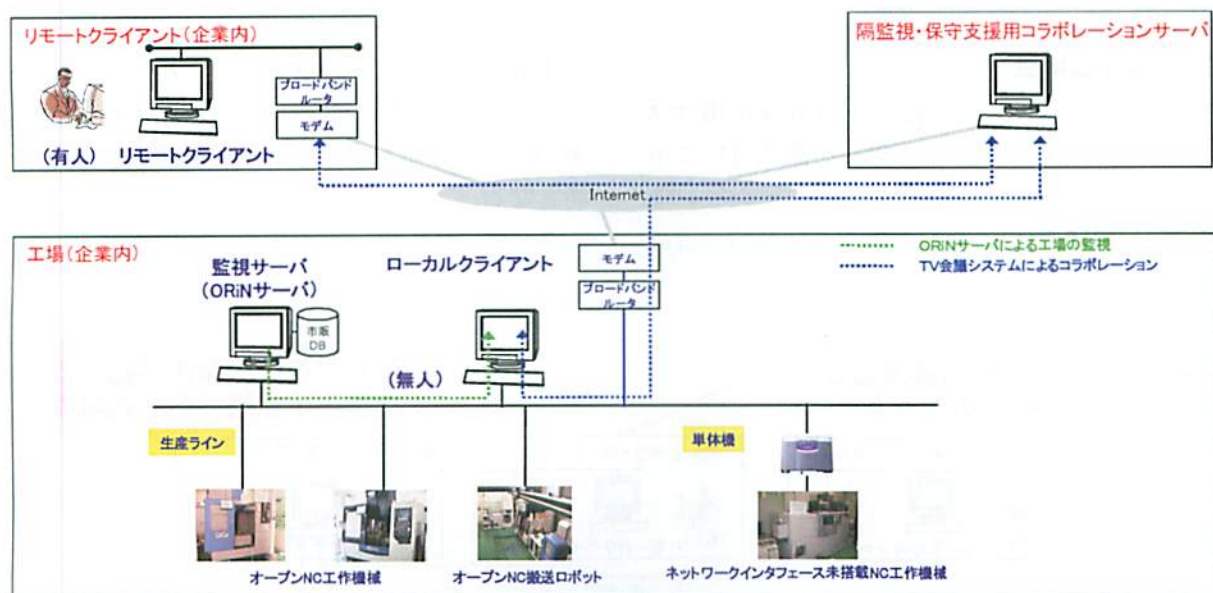 リモートクライアント(企業内)
ブロードバンド
ルータ
モデム
(有人)
リモートクライアント
隔監視・保守支援用コラボレーションサーバ
Internet
工場(企業内)
監視サーバ
(ORiNサーバ)
市販
DB
ローカルクライアント
(無人)
モデム
ブロードバンド
ルータ
ORiNサーバによる工場の監視
TV会議システムによるコラボレーション
生産ライン
単体機
オープンNC工作機械
オープンNC搬送ロボット
ネットワークインタフェース未搭載NC工作機械